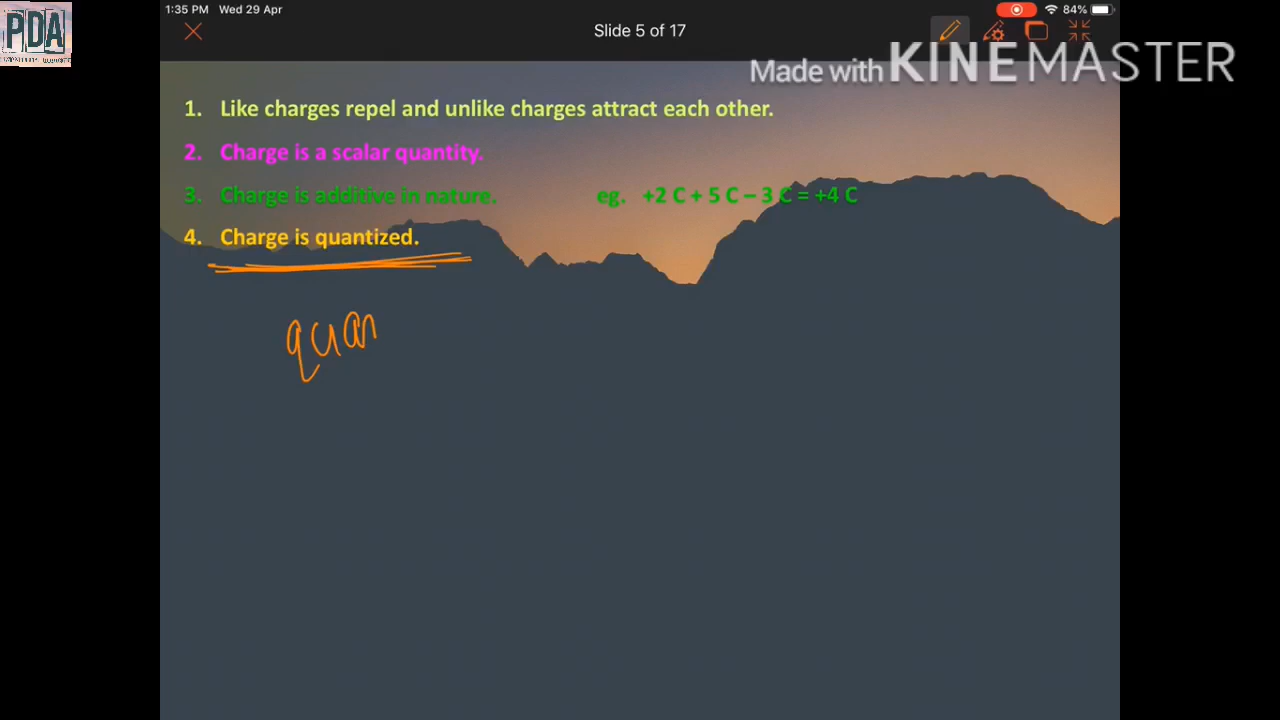 PDA
1:35 PM Wed 29 Apr
84%
Slide 5 of 17
Made with KINEMASTER
1. Like charges repel and unlike charges attract each other.
2. Charge is a scalar quantity.
3. Charge is additive in nature. eg. +2 C + 5 C – 3 C = +4 C
4. Charge is quantized.
quan